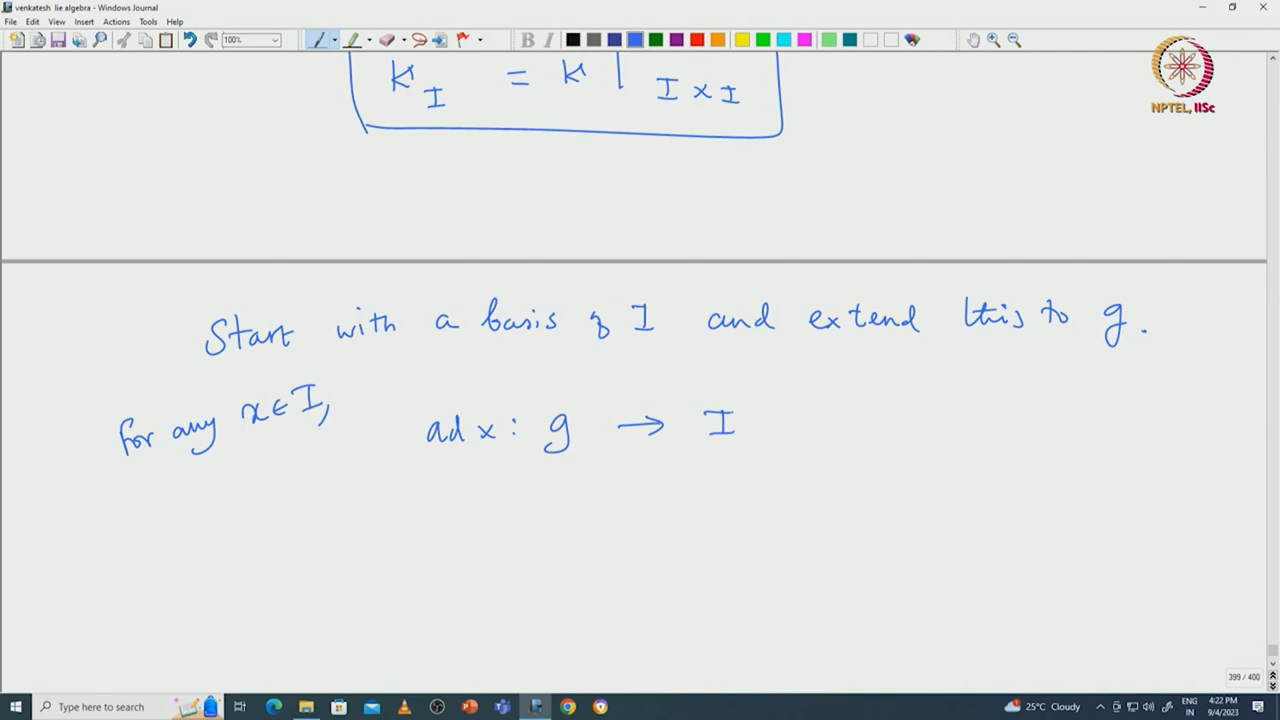 venkatesh lie algebra - Windows Journal
File Edit View Insert Actions Tools Help
100%
NPTEL, IISc
κ_I = κ | I × I
Start with a basis of I and extend this to g.
for any x ∈ I, ad x : g → I
399 / 400
Type here to search
25°C Cloudy
ENG
IN
4:22 PM
9/4/2023